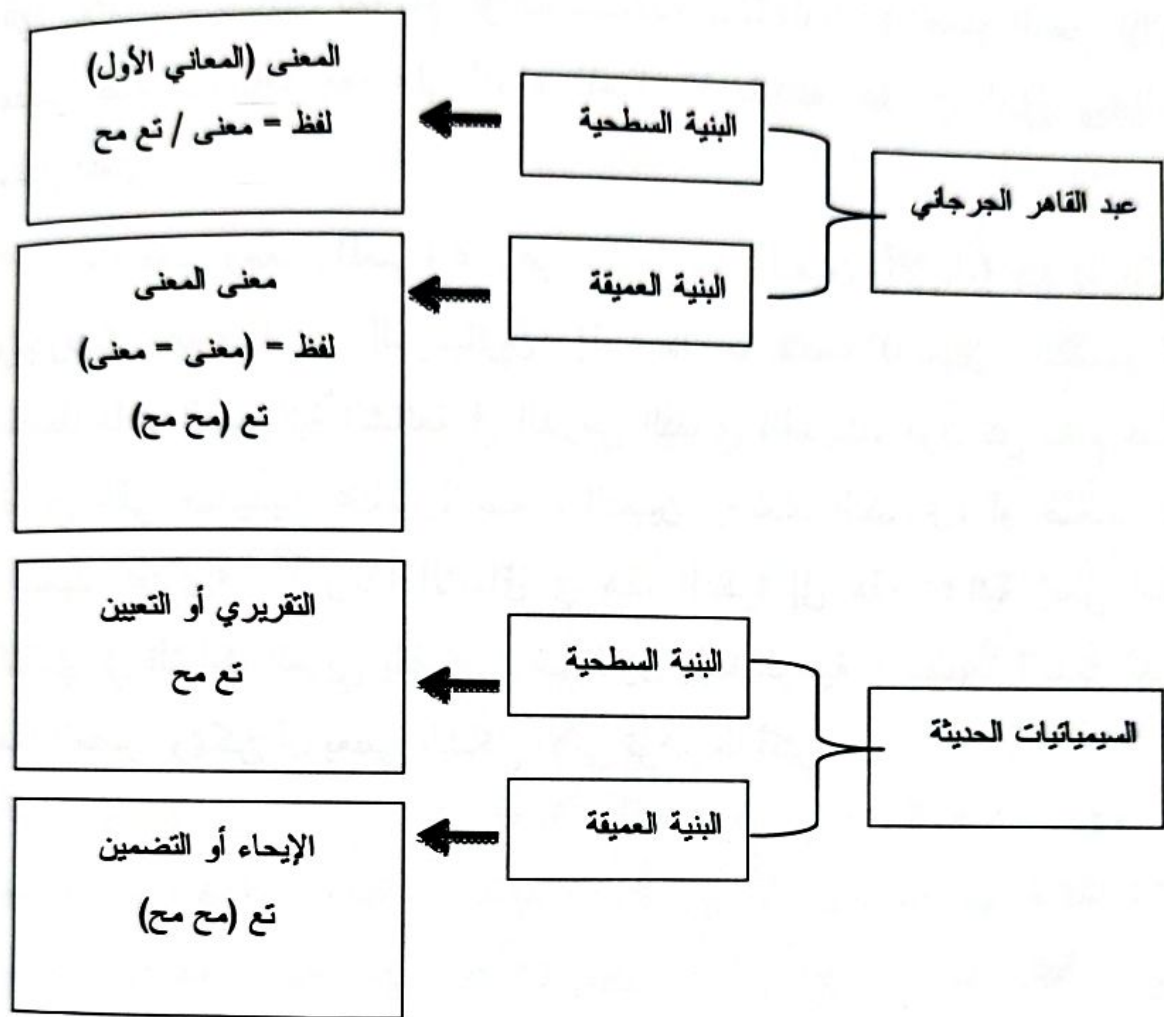 عبد القاهر الجرجاني
البنية السطحية
المعنى (المعاني الأول)
لفظ = معنى / تع مح
البنية العميقة
معنى المعنى
لفظ = (معنى = معنى)
تع (مح مح)
السيميائيات الحديثة
البنية السطحية
التقريري أو التعيين
تع مح
البنية العميقة
الإيحاء أو التضمين
تع (مح مح)